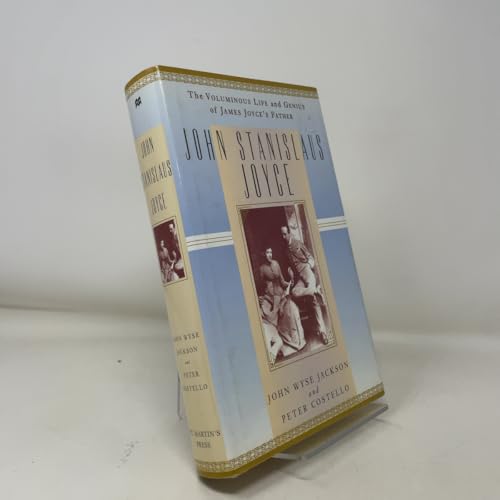 The Voluminous Life and Genius
of James Joyce's Father
JOHN STANISLAUS
JOYCE
JOHN WYSE JACKSON
and
PETER COSTELLO
JOHN
STANISLAUS
JOYCE
JOHN WYSE
JACKSON
and
PETER
COSTELLO
ST. MARTIN'S
PRESS